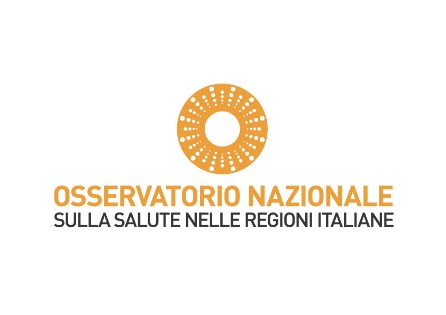 OSSERVATORIO NAZIONALE
SULLA SALUTE NELLE REGIONI ITALIANE